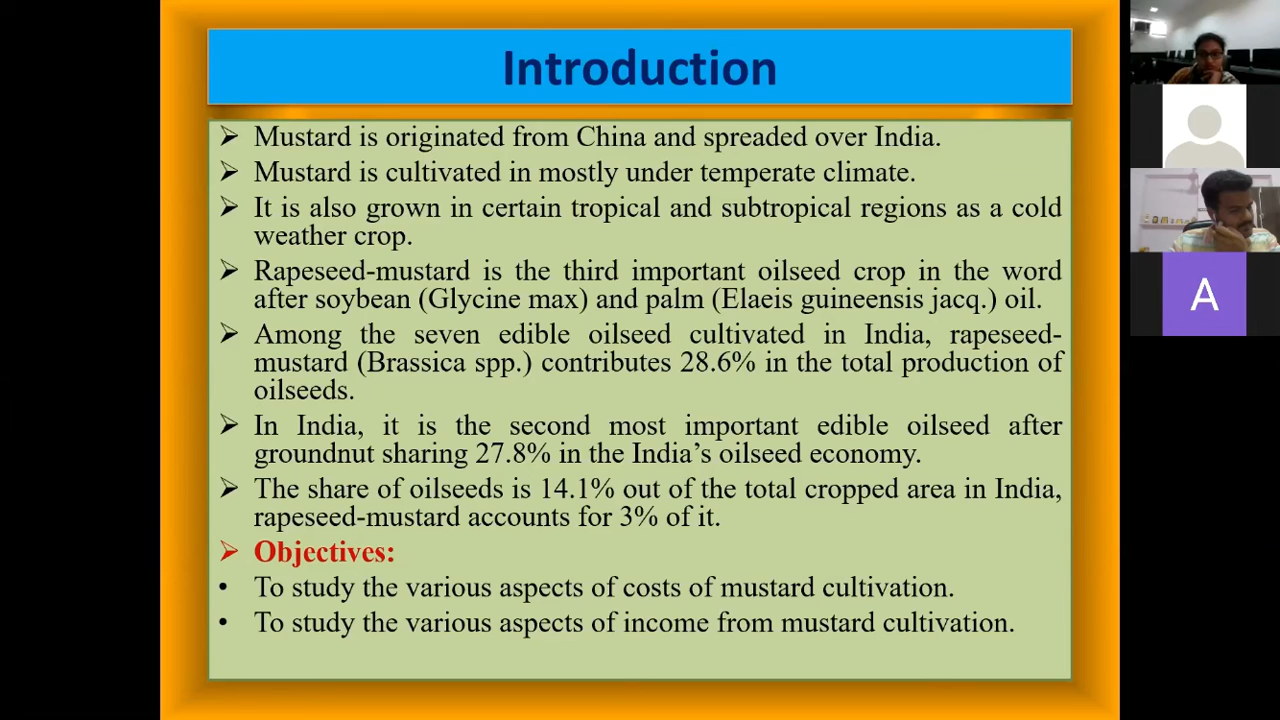 Introduction
➢ Mustard is originated from China and spreaded over India.
➢ Mustard is cultivated in mostly under temperate climate.
➢ It is also grown in certain tropical and subtropical regions as a cold
weather crop.
➢ Rapeseed-mustard is the third important oilseed crop in the word
after soybean (Glycine max) and palm (Elaeis guineensis jacq.) oil.
➢ Among the seven edible oilseed cultivated in India, rapeseed-
mustard (Brassica spp.) contributes 28.6% in the total production of
oilseeds.
➢ In India, it is the second most important edible oilseed after
groundnut sharing 27.8% in the India’s oilseed economy.
➢ The share of oilseeds is 14.1% out of the total cropped area in India,
rapeseed-mustard accounts for 3% of it.
➢ Objectives:
• To study the various aspects of costs of mustard cultivation.
• To study the various aspects of income from mustard cultivation.
A